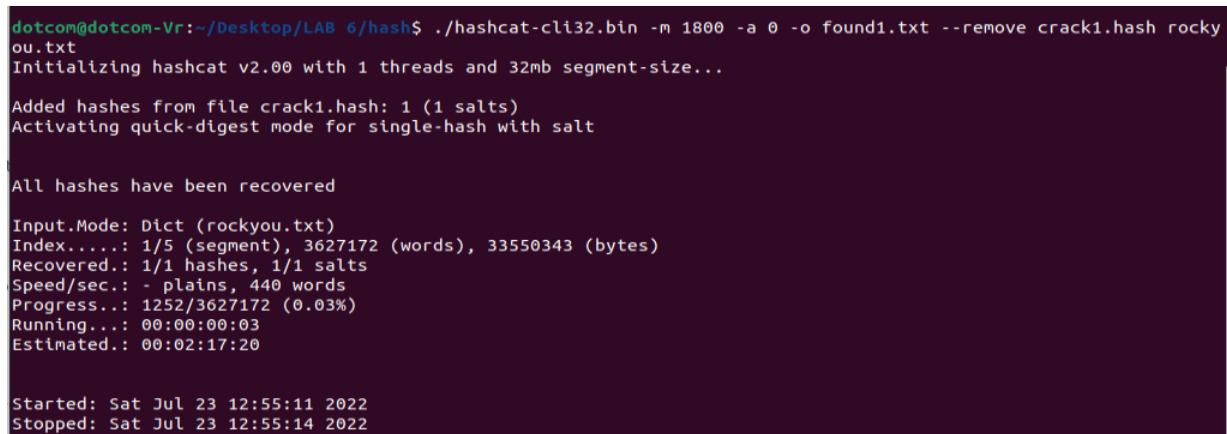 dotcom@dotcom-Vr:~/Desktop/LAB 6/hash$ ./hashcat-cli32.bin -m 1800 -a 0 -o found1.txt --remove crack1.hash rocky
ou.txt
Initializing hashcat v2.00 with 1 threads and 32mb segment-size...
Added hashes from file crack1.hash: 1 (1 salts)
Activating quick-digest mode for single-hash with salt
All hashes have been recovered
Input.Mode: Dict (rockyou.txt)
Index.....: 1/5 (segment), 3627172 (words), 33550343 (bytes)
Recovered.: 1/1 hashes, 1/1 salts
Speed/sec.: - plains, 440 words
Progress..: 1252/3627172 (0.03%)
Running...: 00:00:00:03
Estimated.: 00:02:17:20
Started: Sat Jul 23 12:55:11 2022
Stopped: Sat Jul 23 12:55:14 2022